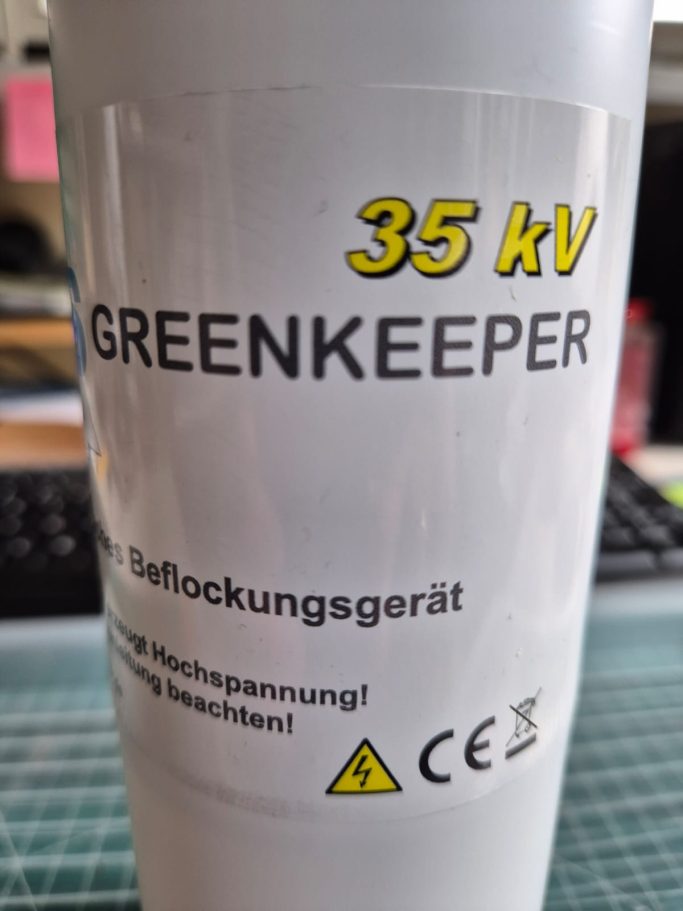 35 kV
GREENKEEPER
Beflockungsgerät
Hochspannung!
beachten!
CE